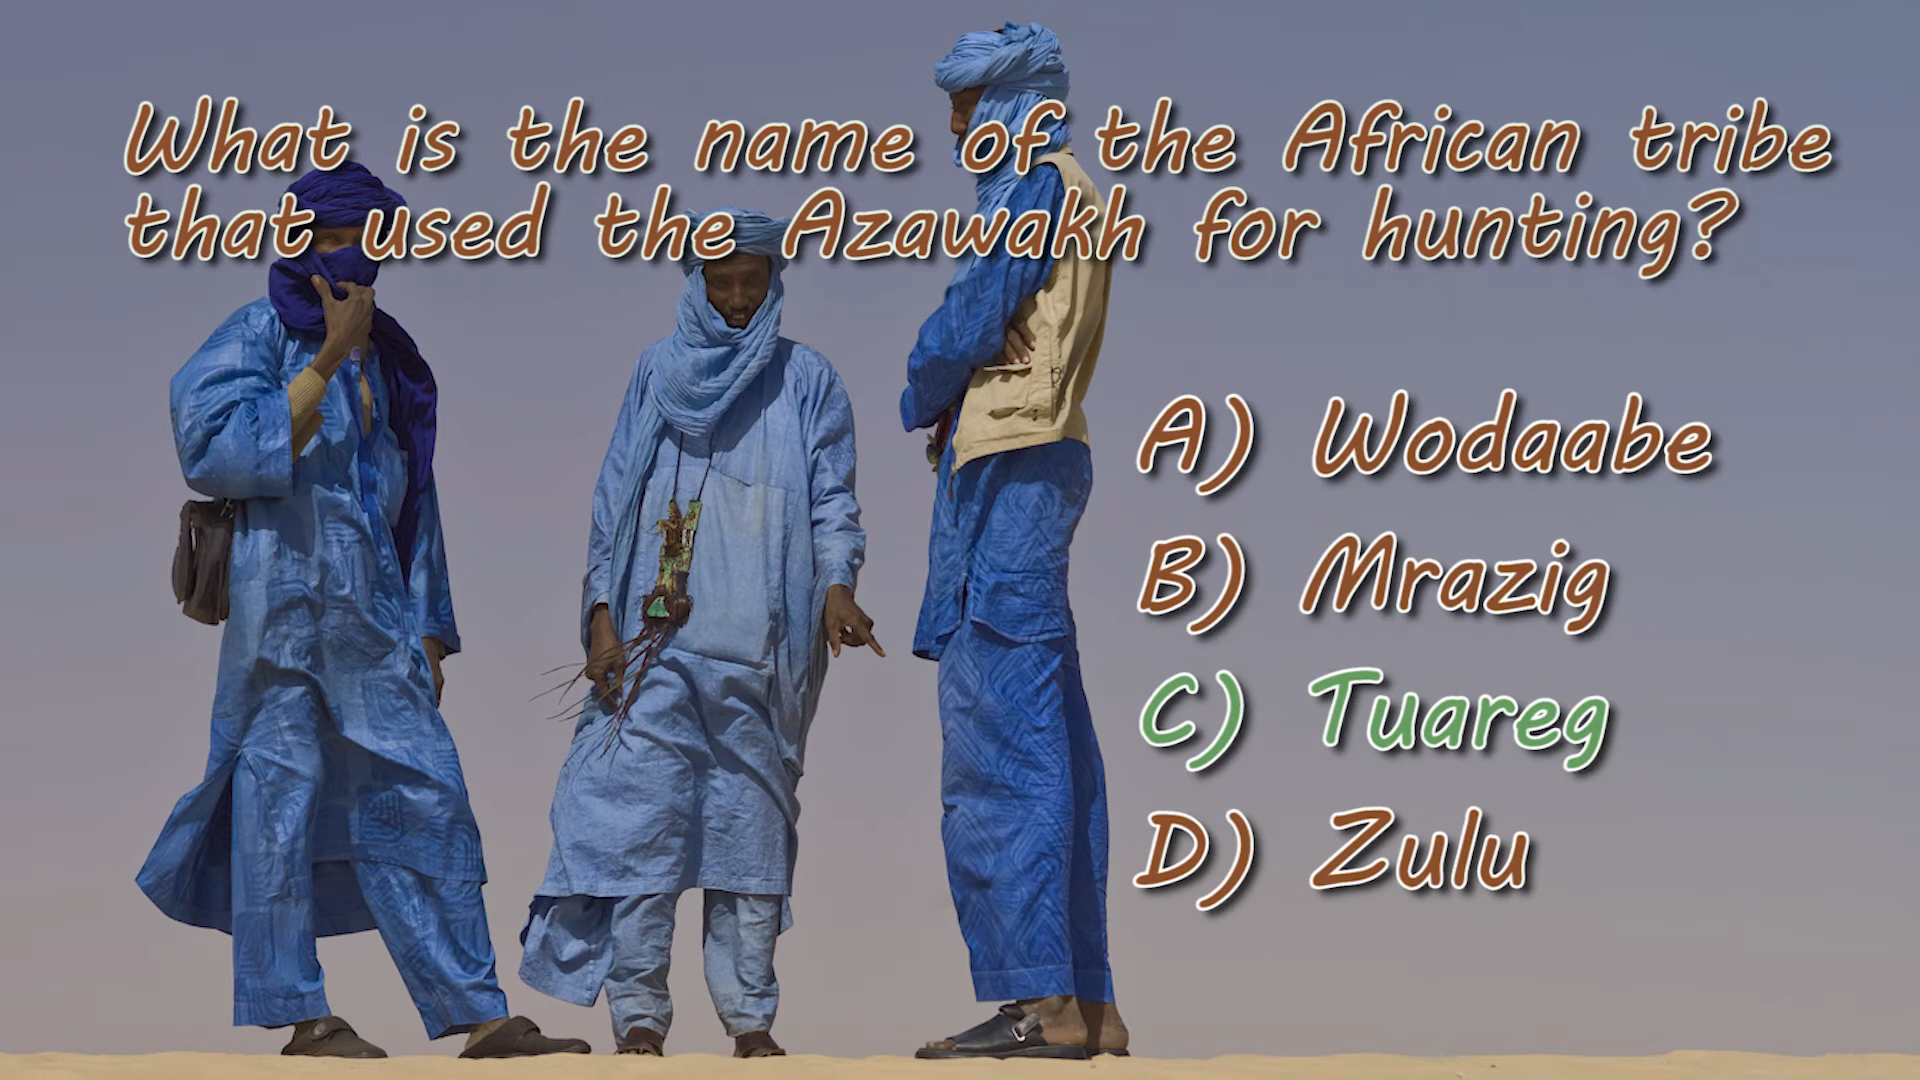 What is the name of the African tribe
that used the Azawakh for hunting?
A) Wodaabe
B) Mrazig
C) Tuareg
D) Zulu